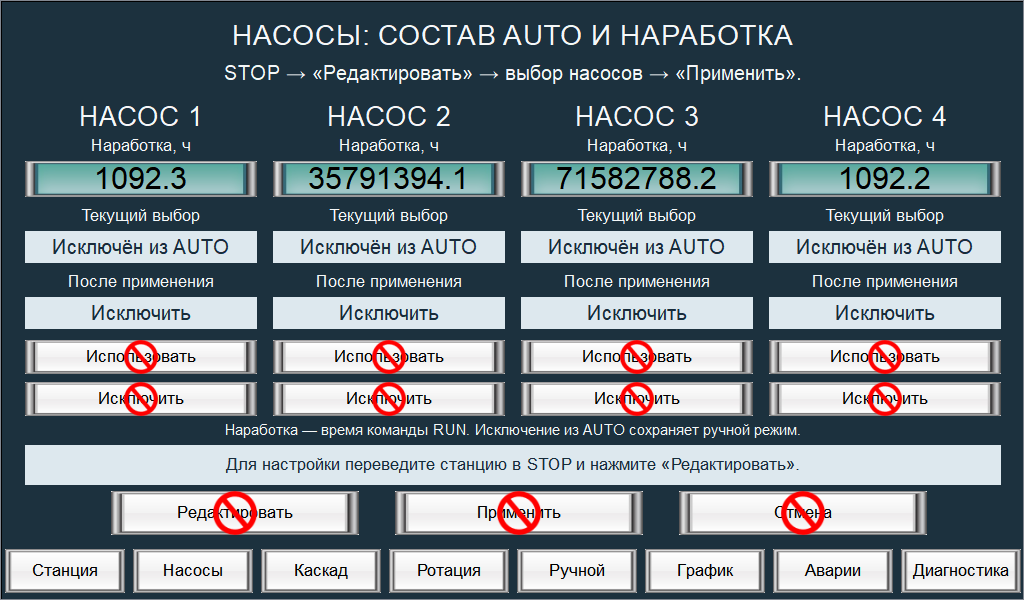 НАСОСЫ: СОСТАВ AUTO И НАРАБОТКА
STOP → «Редактировать» → выбор насосов → «Применить».
НАСОС 1 НАСОС 2 НАСОС 3 НАСОС 4
Наработка, ч Наработка, ч Наработка, ч Наработка, ч
1092.3 35791394.1 71582788.2 1092.2
Текущий выбор Текущий выбор Текущий выбор Текущий выбор
Исключён из AUTO Исключён из AUTO Исключён из AUTO Исключён из AUTO
После применения После применения После применения После применения
Исключить Исключить Исключить Исключить
Использовать Использовать Использовать Использовать
Исключить Исключить Исключить Исключить
Наработка — время команды RUN. Исключение из AUTO сохраняет ручной режим.
Для настройки переведите станцию в STOP и нажмите «Редактировать».
Редактировать Применить Отмена
Станция Насосы Каскад Ротация Ручной График Аварии Диагностика